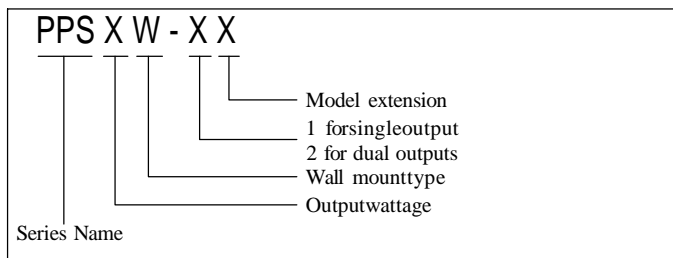 PPS X W - X X
Model extension
1 forsingleoutput
2 for dual outputs
Wall mounttype
Outputwattage
Series Name